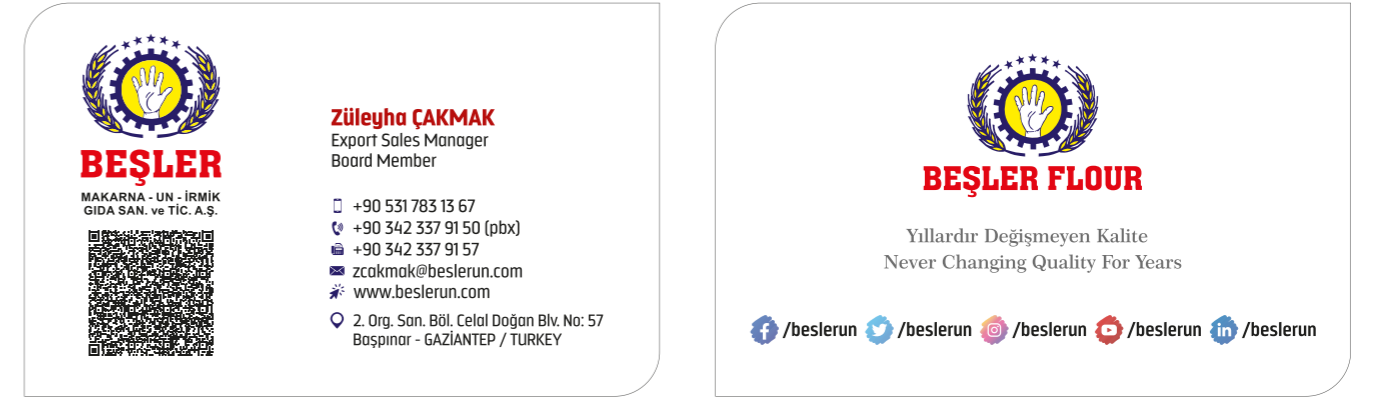 BEŞLER
MAKARNA - UN - İRMİK
GIDA SAN. ve TİC. A.Ş.
Züleyha ÇAKMAK
Export Sales Manager
Board Member
+90 531 783 13 67
+90 342 337 91 50 (pbx)
+90 342 337 91 57
zcakmak@beslerun.com
www.beslerun.com
2. Org. San. Böl. Celal Doğan Blv. No: 57
Başpınar - GAZİANTEP / TURKEY
BEŞLER FLOUR
Yıllardır Değişmeyen Kalite
Never Changing Quality For Years
/beslerun /beslerun /beslerun /beslerun /beslerun